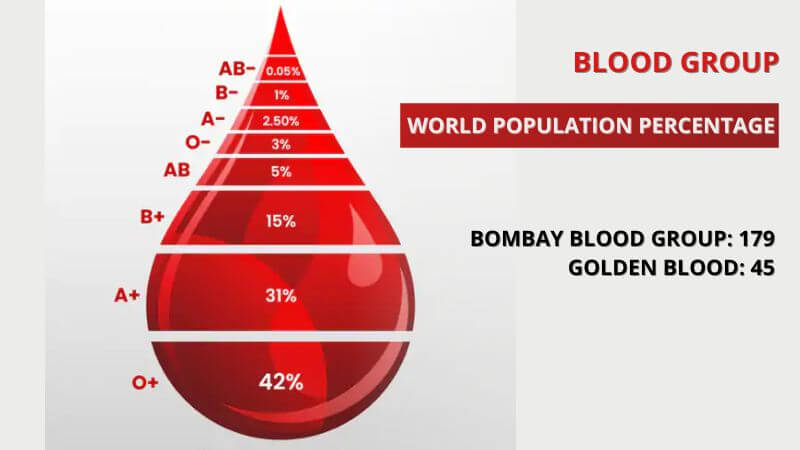 BLOOD GROUP
WORLD POPULATION PERCENTAGE
AB- 0.05%
B- 1%
A- 2.50%
O- 3%
AB 5%
B+ 15%
A+ 31%
O+ 42%
BOMBAY BLOOD GROUP: 179
GOLDEN BLOOD: 45